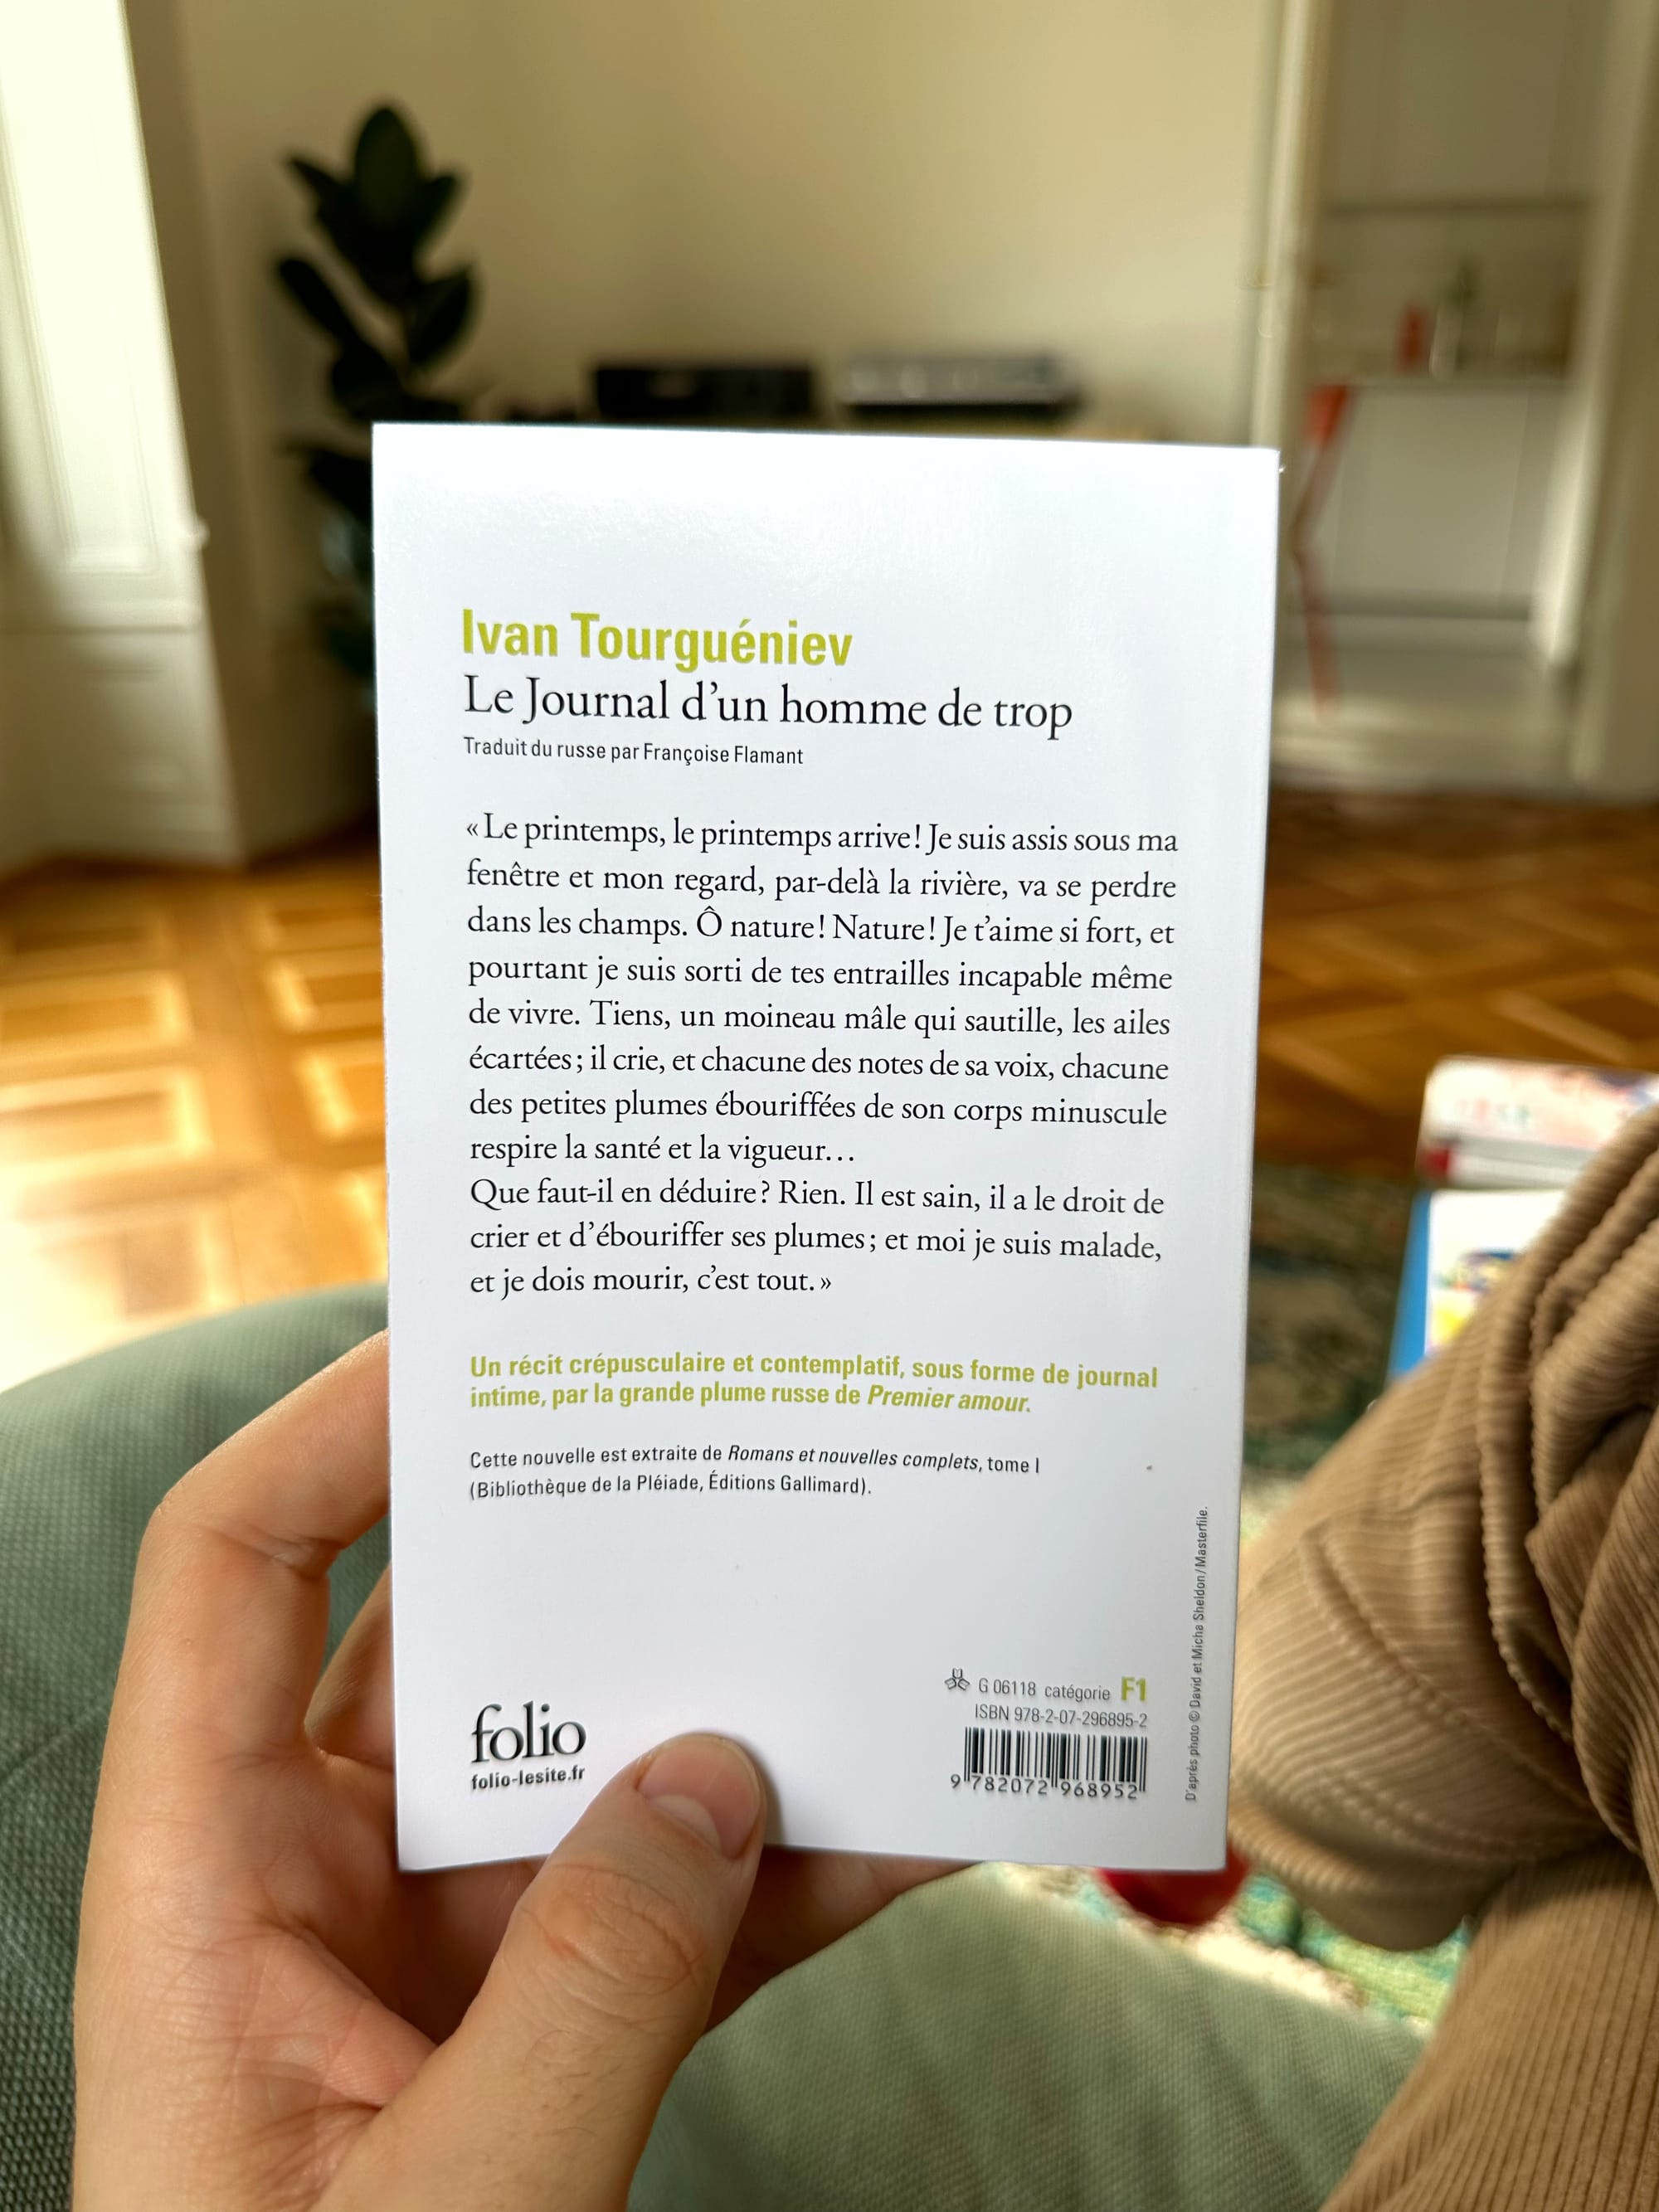 Ivan Tourguéniev
Le Journal d’un homme de trop
Traduit du russe par Françoise Flamant
« Le printemps, le printemps arrive ! Je suis assis sous ma
fenêtre et mon regard, par-delà la rivière, va se perdre
dans les champs. Ô nature ! Nature ! Je t’aime si fort, et
pourtant je suis sorti de tes entrailles incapable même
de vivre. Tiens, un moineau mâle qui sautille, les ailes
écartées ; il crie, et chacune des notes de sa voix, chacune
des petites plumes ébouriffées de son corps minuscule
respire la santé et la vigueur…
Que faut-il en déduire ? Rien. Il est sain, il a le droit de
crier et d’ébouriffer ses plumes ; et moi je suis malade,
et je dois mourir, c’est tout. »
Un récit crépusculaire et contemplatif, sous forme de journal
intime, par la grande plume russe de Premier amour.
Cette nouvelle est extraite de Romans et nouvelles complets, tome I
(Bibliothèque de la Pléiade, Éditions Gallimard).
folio
folio-lesite.fr
G 06118 catégorie F1
ISBN 978-2-07-296895-2
9 782072 968952
D’après photo © David et Micha Sheldon / Masterfile.